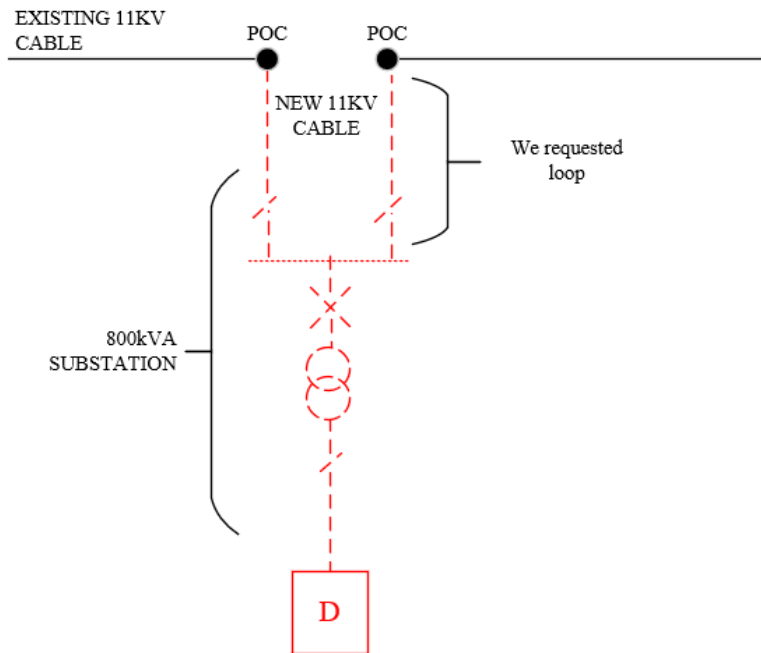 EXISTING 11KV
CABLE
POC
POC
NEW 11KV
CABLE
We requested
loop
800kVA
SUBSTATION
D